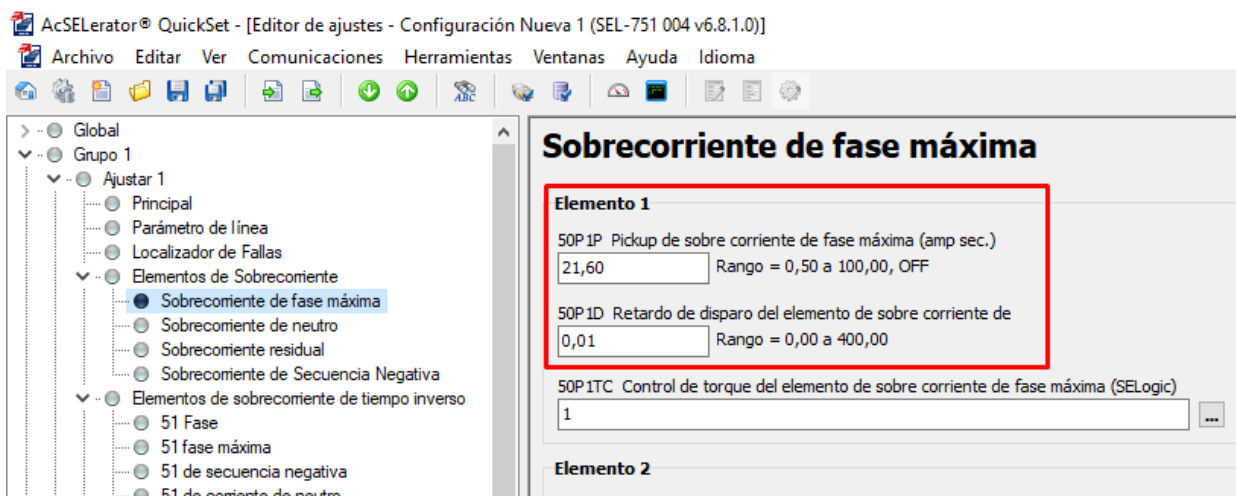 AcSELerator® QuickSet - [Editor de ajustes - Configuración Nueva 1 (SEL-751 004 v6.8.1.0)]
Archivo Editar Ver Comunicaciones Herramientas Ventanas Ayuda Idioma
ABC
Global
Grupo 1
Ajustar 1
Principal
Parámetro de línea
Localizador de Fallas
Elementos de Sobrecorriente
Sobrecorriente de fase máxima
Sobrecorriente de neutro
Sobrecorriente residual
Sobrecorriente de Secuencia Negativa
Elementos de sobrecorriente de tiempo inverso
51 Fase
51 fase máxima
51 de secuencia negativa
51 de corriente de neutro
Sobrecorriente de fase máxima
Elemento 1
50P1P Pickup de sobre corriente de fase máxima (amp sec.)
21,60 Rango = 0,50 a 100,00, OFF
50P1D Retardo de disparo del elemento de sobre corriente de
0,01 Rango = 0,00 a 400,00
50P1TC Control de torque del elemento de sobre corriente de fase máxima (SELogic)
1 ...
Elemento 2